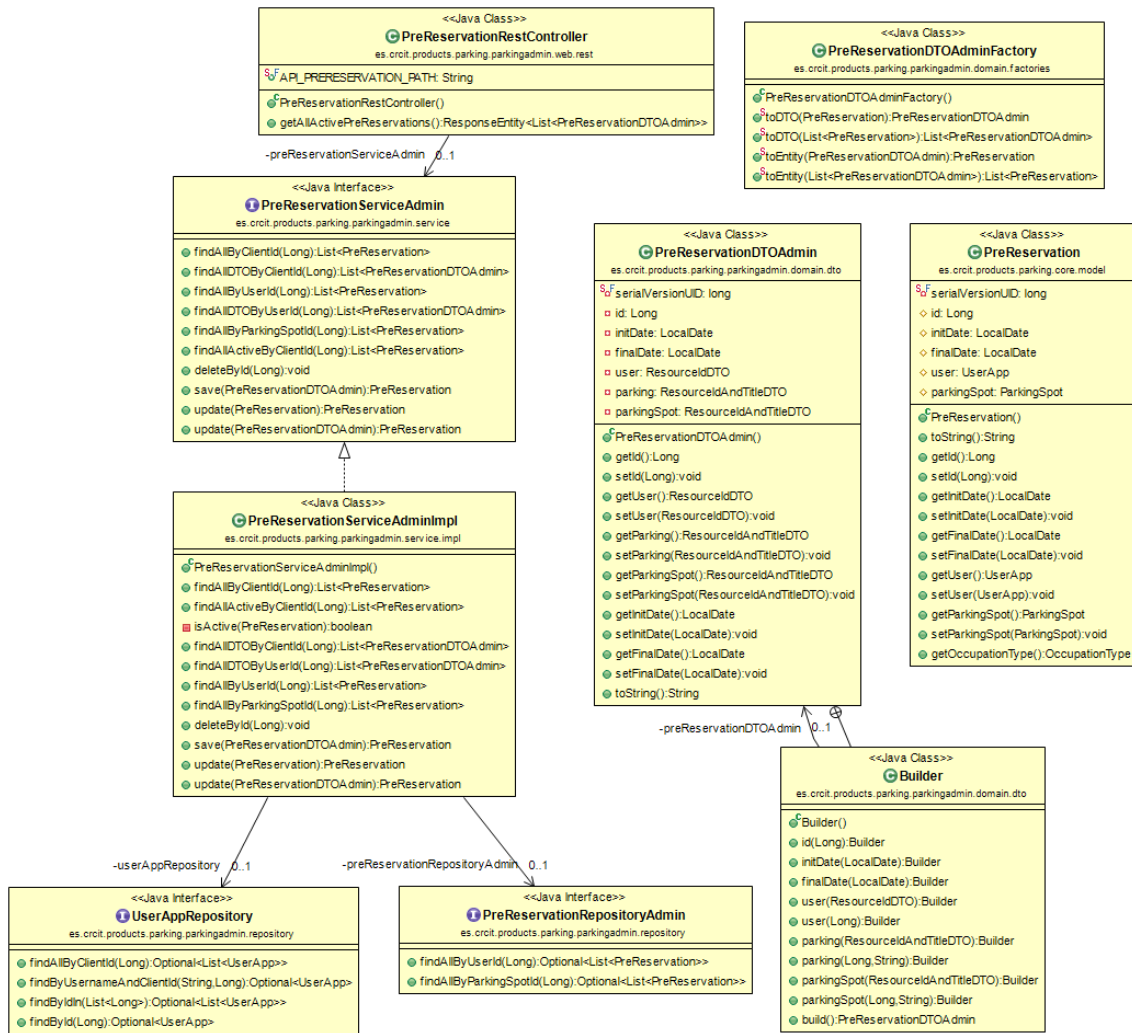 <<Java Class>>
PreReservationRestController
es.crcit.products.parking.parkingadmin.web.rest
API_PRERESERVATION_PATH: String
PreReservationRestController()
getAllActivePreReservations():ResponseEntity<List<PreReservationDTOAdmin>>
<<Java Class>>
PreReservationDTOAdminFactory
es.crcit.products.parking.parkingadmin.domain.factories
PreReservationDTOAdminFactory()
toDTO(PreReservation):PreReservationDTOAdmin
toDTO(List<PreReservation>):List<PreReservationDTOAdmin>
toEntity(PreReservationDTOAdmin):PreReservation
toEntity(List<PreReservationDTOAdmin>):List<PreReservation>
-preReservationServiceAdmin 0..1
<<Java Interface>>
PreReservationServiceAdmin
es.crcit.products.parking.parkingadmin.service
findAllByClientId(Long):List<PreReservation>
findAllDTOByClientId(Long):List<PreReservationDTOAdmin>
findAllByUserId(Long):List<PreReservation>
findAllDTOByUserId(Long):List<PreReservationDTOAdmin>
findAllByParkingSpotId(Long):List<PreReservation>
findAllActiveByClientId(Long):List<PreReservation>
deleteById(Long):void
save(PreReservationDTOAdmin):PreReservation
update(PreReservation):PreReservation
update(PreReservationDTOAdmin):PreReservation
<<Java Class>>
PreReservationDTOAdmin
es.crcit.products.parking.parkingadmin.domain.dto
serialVersionUID: long
id: Long
initDate: LocalDate
finalDate: LocalDate
user: ResourceIdDTO
parking: ResourceIdAndTitleDTO
parkingSpot: ResourceIdAndTitleDTO
PreReservationDTOAdmin()
getId():Long
setId(Long):void
getUser():ResourceIdDTO
setUser(ResourceIdDTO):void
getParking():ResourceIdAndTitleDTO
setParking(ResourceIdAndTitleDTO):void
getParkingSpot():ResourceIdAndTitleDTO
setParkingSpot(ResourceIdAndTitleDTO):void
getInitDate():LocalDate
setInitDate(LocalDate):void
getFinalDate():LocalDate
setFinalDate(LocalDate):void
toString():String
<<Java Class>>
PreReservation
es.crcit.products.parking.core.model
serialVersionUID: long
id: Long
initDate: LocalDate
finalDate: LocalDate
user: UserApp
parkingSpot: ParkingSpot
PreReservation()
toString():String
getId():Long
setId(Long):void
getInitDate():LocalDate
setInitDate(LocalDate):void
getFinalDate():LocalDate
setFinalDate(LocalDate):void
getUser():UserApp
setUser(UserApp):void
getParkingSpot():ParkingSpot
setParkingSpot(ParkingSpot):void
getOccupationType():OccupationType
<<Java Class>>
PreReservationServiceAdminImpl
es.crcit.products.parking.parkingadmin.service.impl
PreReservationServiceAdminImpl()
findAllByClientId(Long):List<PreReservation>
findAllActiveByClientId(Long):List<PreReservation>
isActive(PreReservation):boolean
findAllDTOByClientId(Long):List<PreReservationDTOAdmin>
findAllDTOByUserId(Long):List<PreReservationDTOAdmin>
findAllByUserId(Long):List<PreReservation>
findAllByParkingSpotId(Long):List<PreReservation>
deleteById(Long):void
save(PreReservationDTOAdmin):PreReservation
update(PreReservation):PreReservation
update(PreReservationDTOAdmin):PreReservation
-preReservationDTOAdmin 0..1
<<Java Class>>
Builder
es.crcit.products.parking.parkingadmin.domain.dto
Builder()
id(Long):Builder
initDate(LocalDate):Builder
finalDate(LocalDate):Builder
user(ResourceIdDTO):Builder
user(Long):Builder
parking(ResourceIdAndTitleDTO):Builder
parking(Long,String):Builder
parkingSpot(ResourceIdAndTitleDTO):Builder
parkingSpot(Long,String):Builder
build():PreReservationDTOAdmin
-userAppRepository 0..1
-preReservationRepositoryAdmin 0..1
<<Java Interface>>
UserAppRepository
es.crcit.products.parking.parkingadmin.repository
findAllByClientId(Long):Optional<List<UserApp>>
findByUsernameAndClientId(String,Long):Optional<UserApp>
findByIdIn(List<Long>):Optional<List<UserApp>>
findById(Long):Optional<UserApp>
<<Java Interface>>
PreReservationRepositoryAdmin
es.crcit.products.parking.parkingadmin.repository
findAllByUserId(Long):Optional<List<PreReservation>>
findAllByParkingSpotId(Long):Optional<List<PreReservation>>